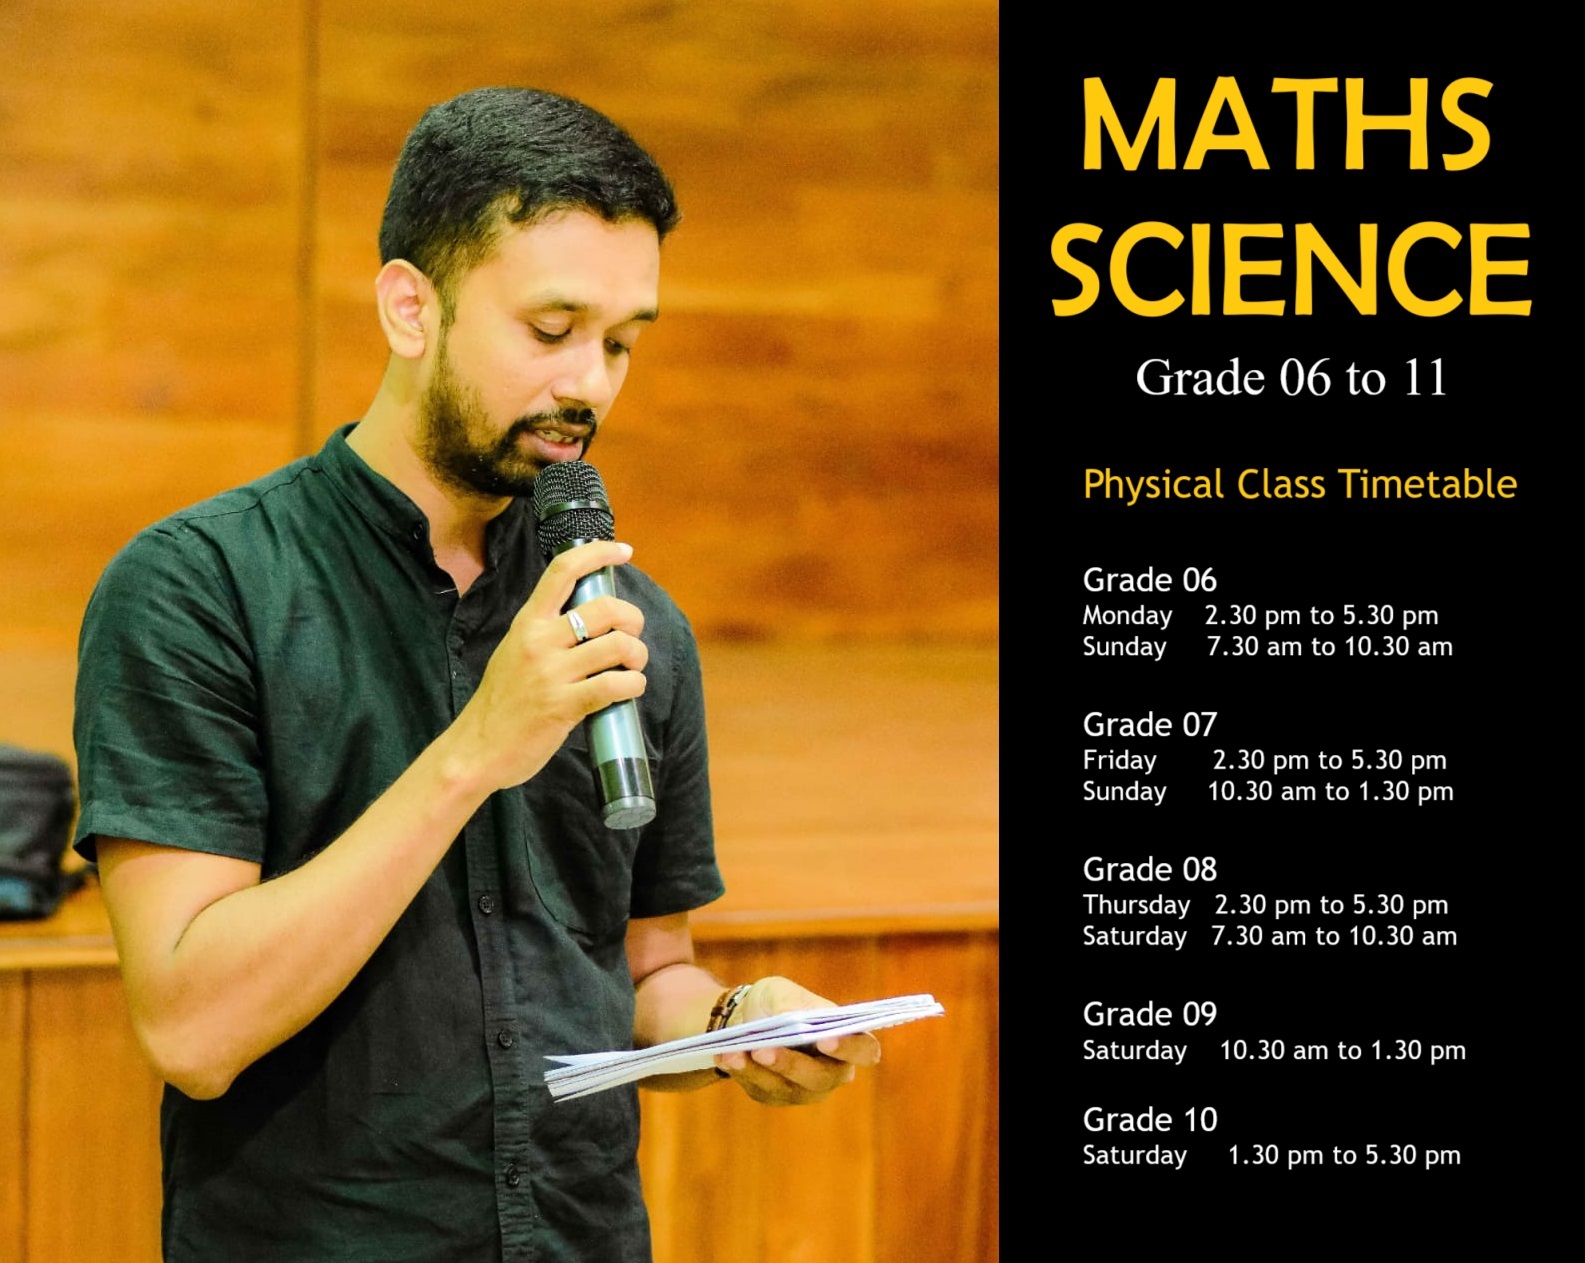 MATHS
SCIENCE
Grade 06 to 11
Physical Class Timetable
Grade 06
Monday 2.30 pm to 5.30 pm
Sunday 7.30 am to 10.30 am
Grade 07
Friday 2.30 pm to 5.30 pm
Sunday 10.30 am to 1.30 pm
Grade 08
Thursday 2.30 pm to 5.30 pm
Saturday 7.30 am to 10.30 am
Grade 09
Saturday 10.30 am to 1.30 pm
Grade 10
Saturday 1.30 pm to 5.30 pm